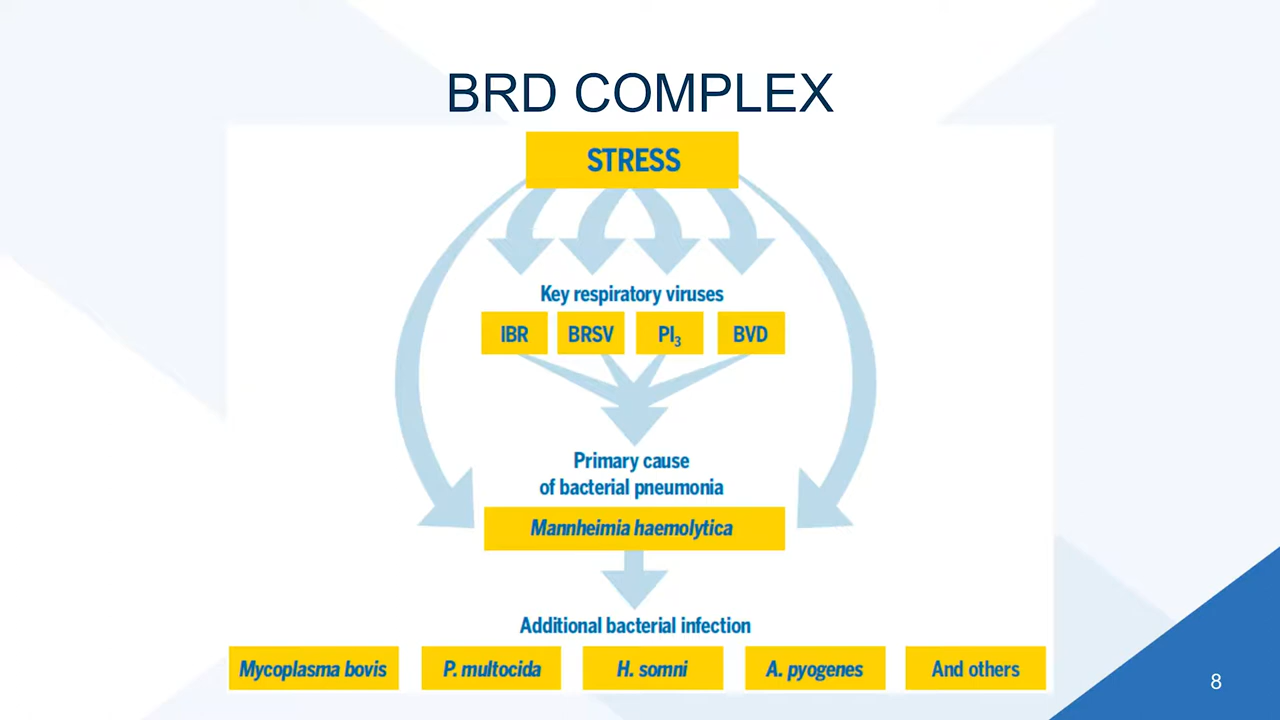 BRD COMPLEX
STRESS
Key respiratory viruses
IBR
BRSV
PI₃
BVD
Primary cause
of bacterial pneumonia
Mannheimia haemolytica
Additional bacterial infection
Mycoplasma bovis
P. multocida
H. somni
A. pyogenes
And others
8